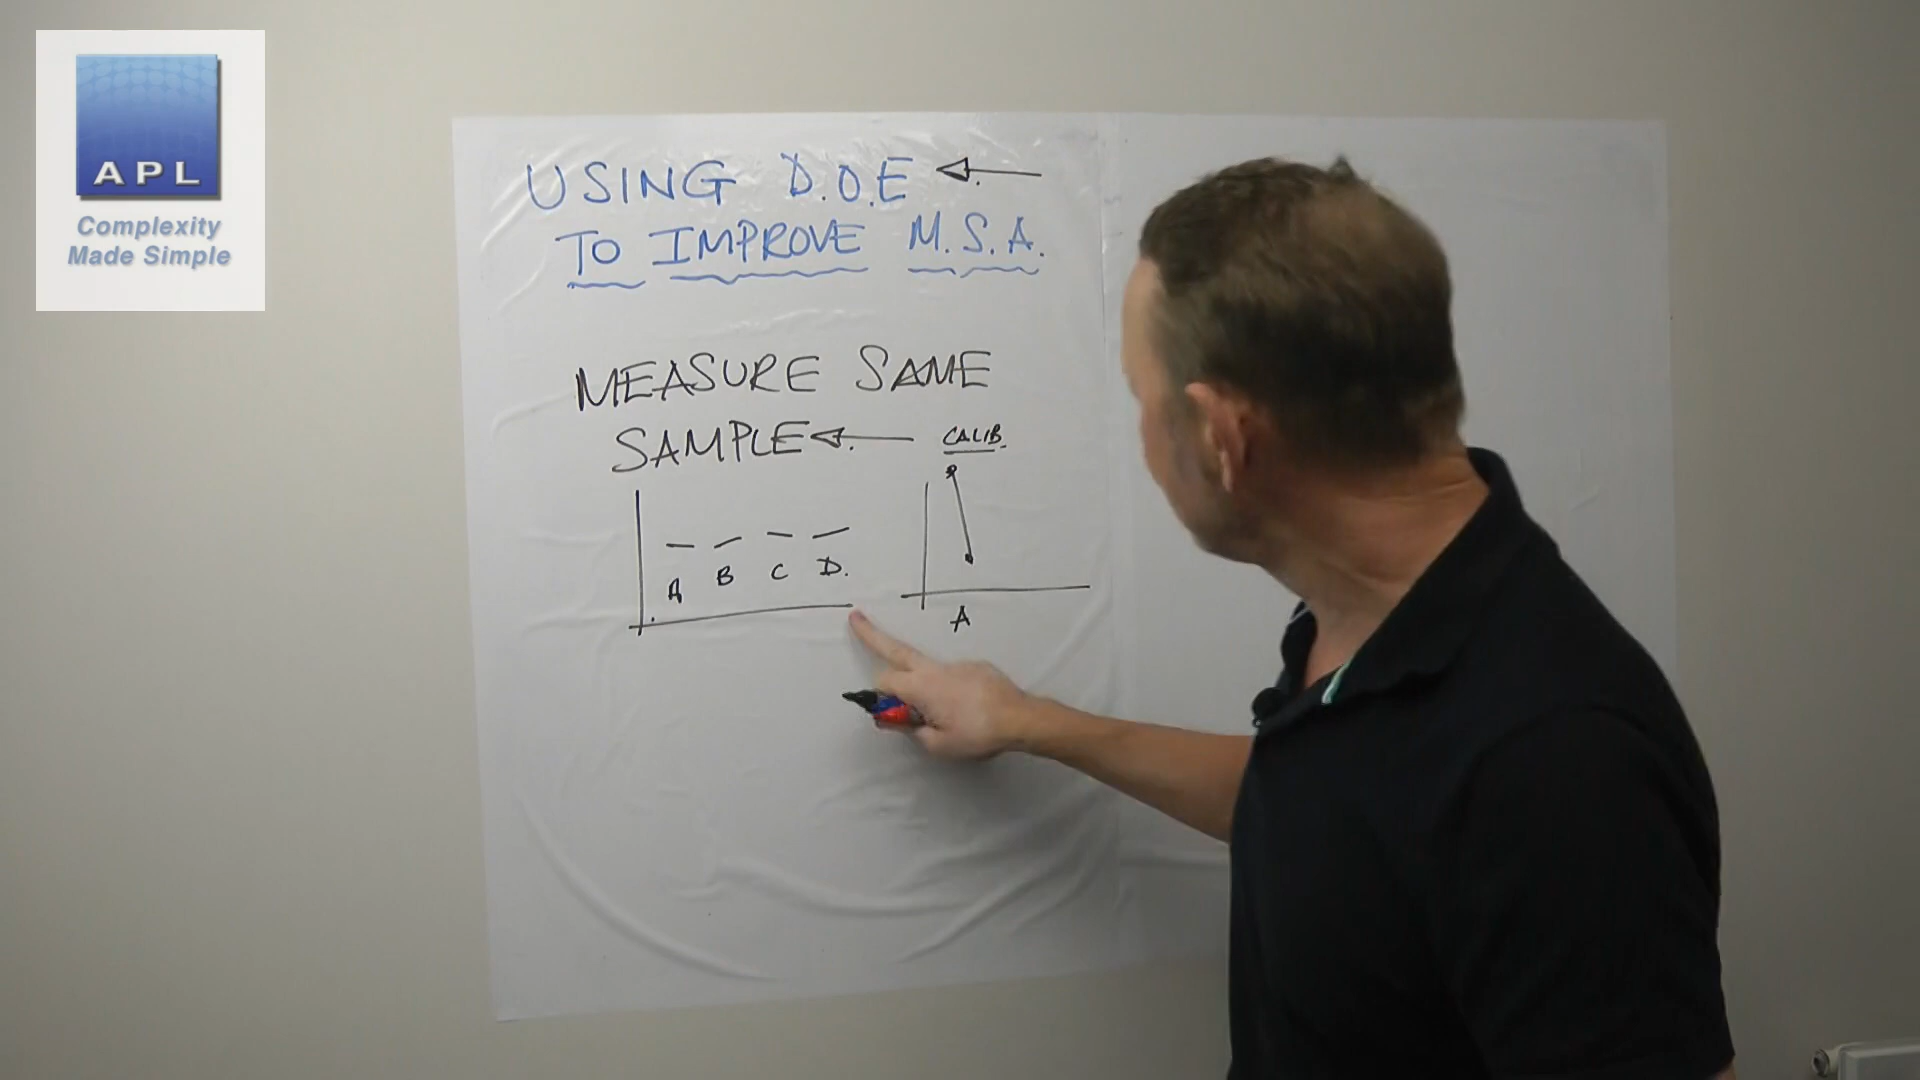 APL
Complexity
Made Simple
USING D.O.E
TO IMPROVE M.S.A.
MEASURE SAME
SAMPLE
CALIB.
A B C D.
A